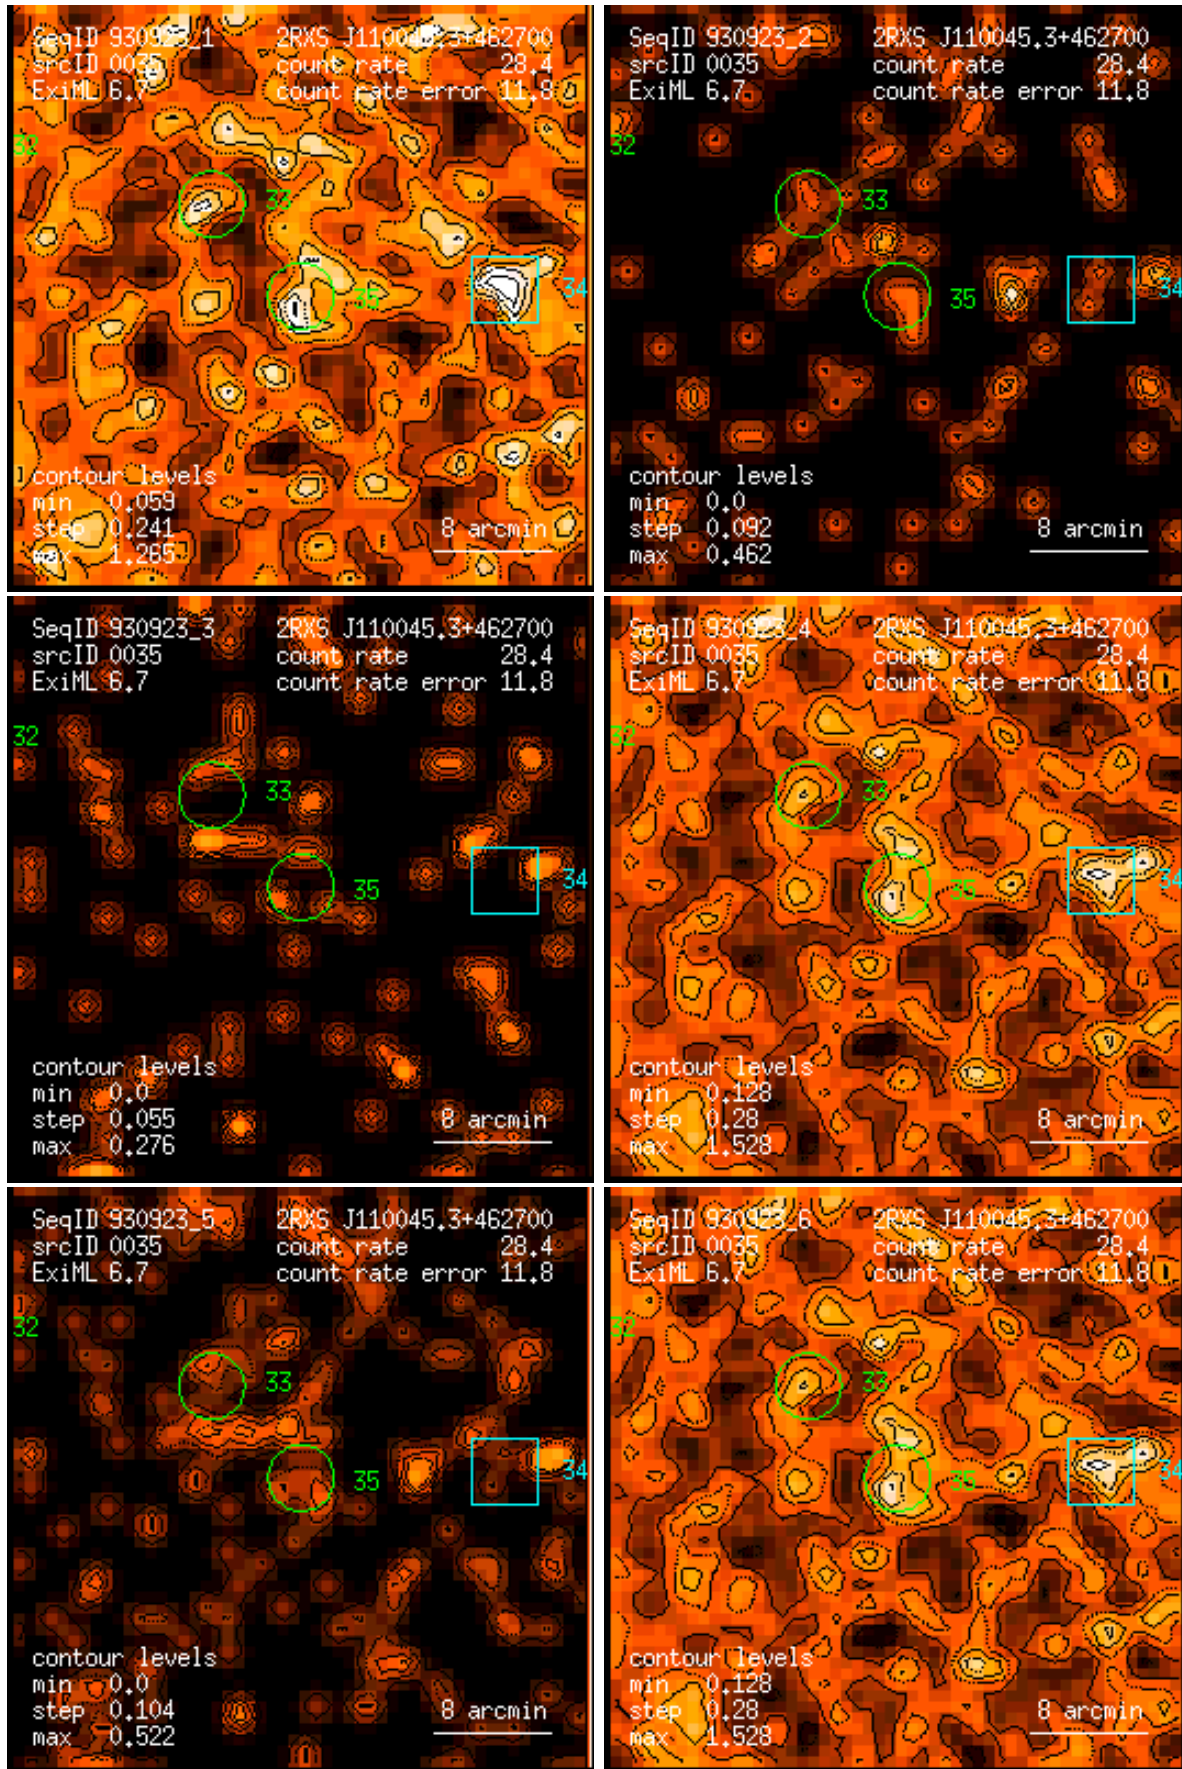 SeqID 930923_1 2RXS J110045.3+462700
srcID 0035 count rate 28.4
ExiML 6.7 count rate error 11.8
32
33
34
35
contour levels
min 0.059
step 0.241 8 arcmin
max 1.265
SeqID 930923_2 2RXS J110045.3+462700
srcID 0035 count rate 28.4
ExiML 6.7 count rate error 11.8
32
33
34
35
contour levels
min 0.0
step 0.092 8 arcmin
max 0.462
SeqID 930923_3 2RXS J110045.3+462700
srcID 0035 count rate 28.4
ExiML 6.7 count rate error 11.8
32
33
34
35
contour levels
min 0.0
step 0.055 8 arcmin
max 0.276
SeqID 930923_4 2RXS J110045.3+462700
srcID 0035 count rate 28.4
ExiML 6.7 count rate error 11.8
32
33
34
35
contour levels
min 0.128
step 0.28 8 arcmin
max 1.528
SeqID 930923_5 2RXS J110045.3+462700
srcID 0035 count rate 28.4
ExiML 6.7 count rate error 11.8
32
33
34
35
contour levels
min 0.0
step 0.104 8 arcmin
max 0.522
SeqID 930923_6 2RXS J110045.3+462700
srcID 0035 count rate 28.4
ExiML 6.7 count rate error 11.8
32
33
34
35
contour levels
min 0.128
step 0.28 8 arcmin
max 1.528